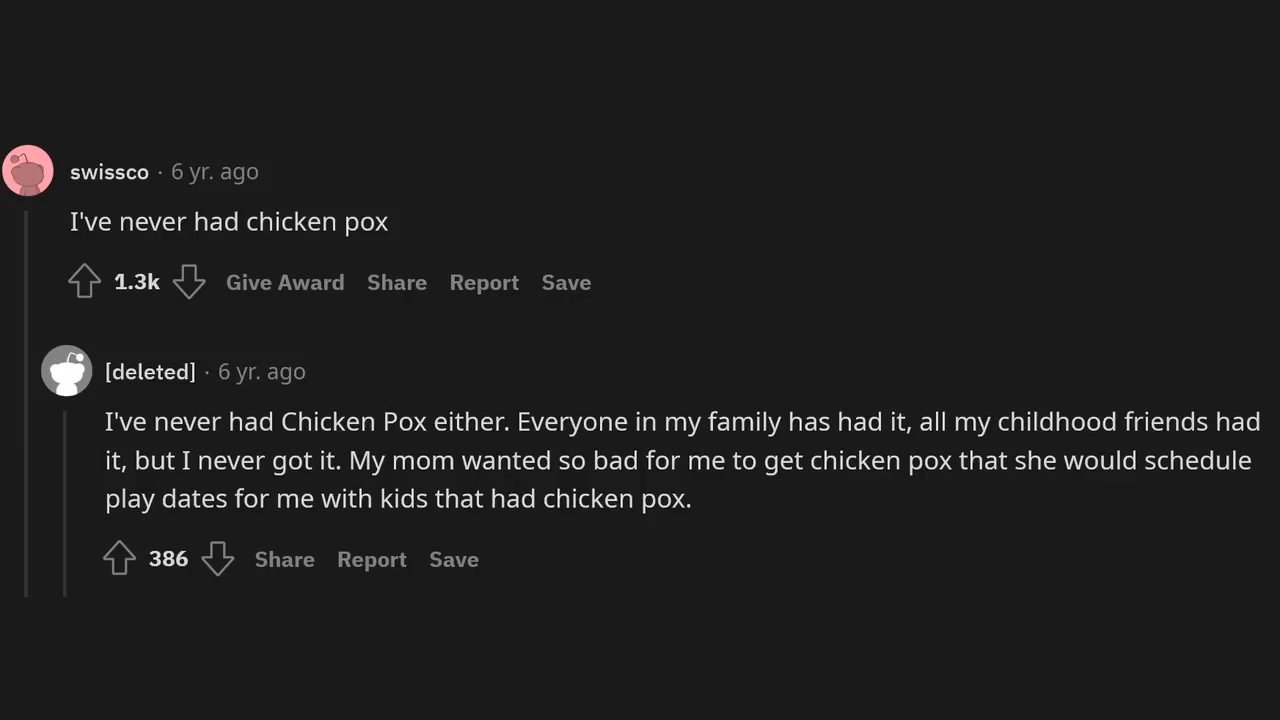 swissco · 6 yr. ago
I've never had chicken pox
1.3k Give Award Share Report Save
[deleted] · 6 yr. ago
I've never had Chicken Pox either. Everyone in my family has had it, all my childhood friends had
it, but I never got it. My mom wanted so bad for me to get chicken pox that she would schedule
play dates for me with kids that had chicken pox.
386 Share Report Save